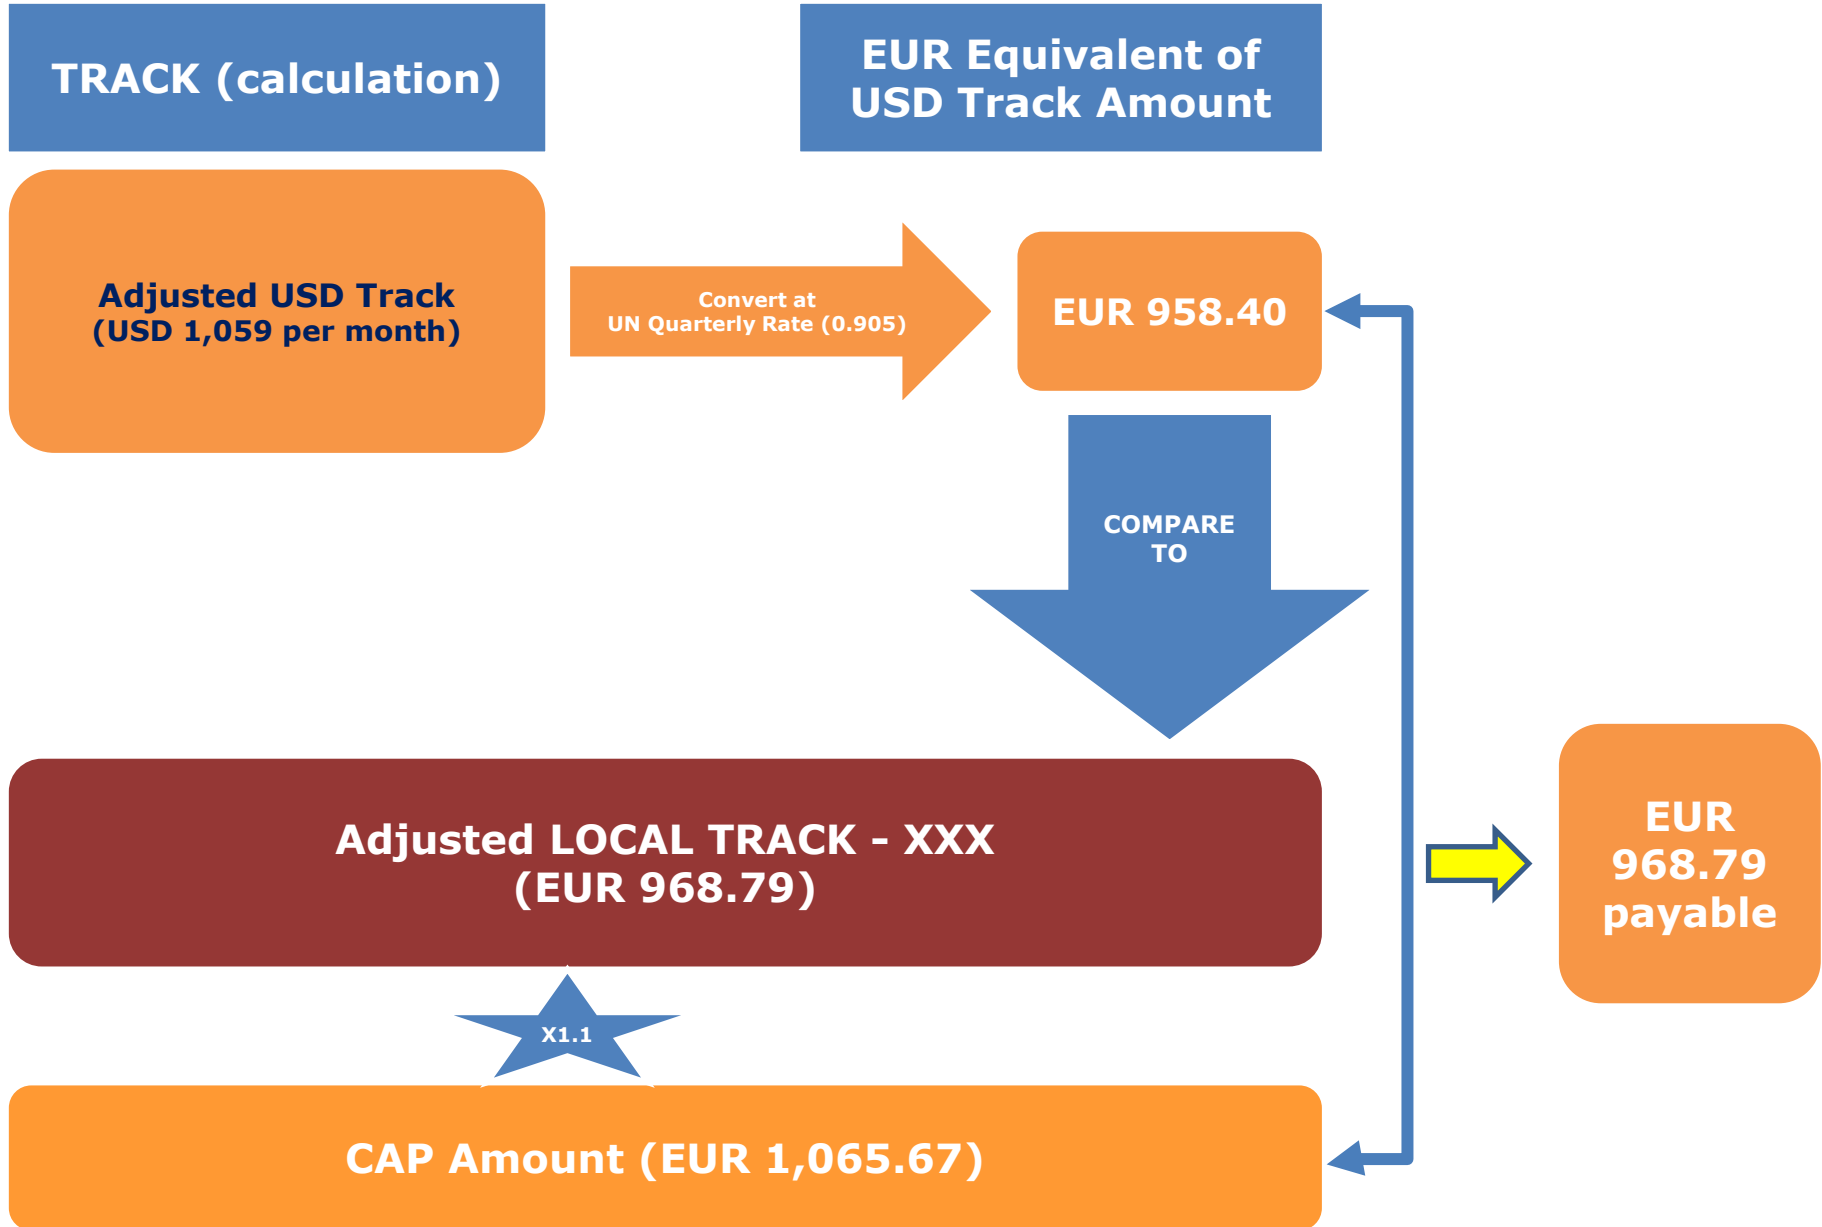 TRACK (calculation)
EUR Equivalent of
USD Track Amount
Adjusted USD Track
(USD 1,059 per month)
Convert at
UN Quarterly Rate (0.905)
EUR 958.40
COMPARE
TO
Adjusted LOCAL TRACK – XXX
(EUR 968.79)
EUR
968.79
payable
X1.1
CAP Amount (EUR 1,065.67)